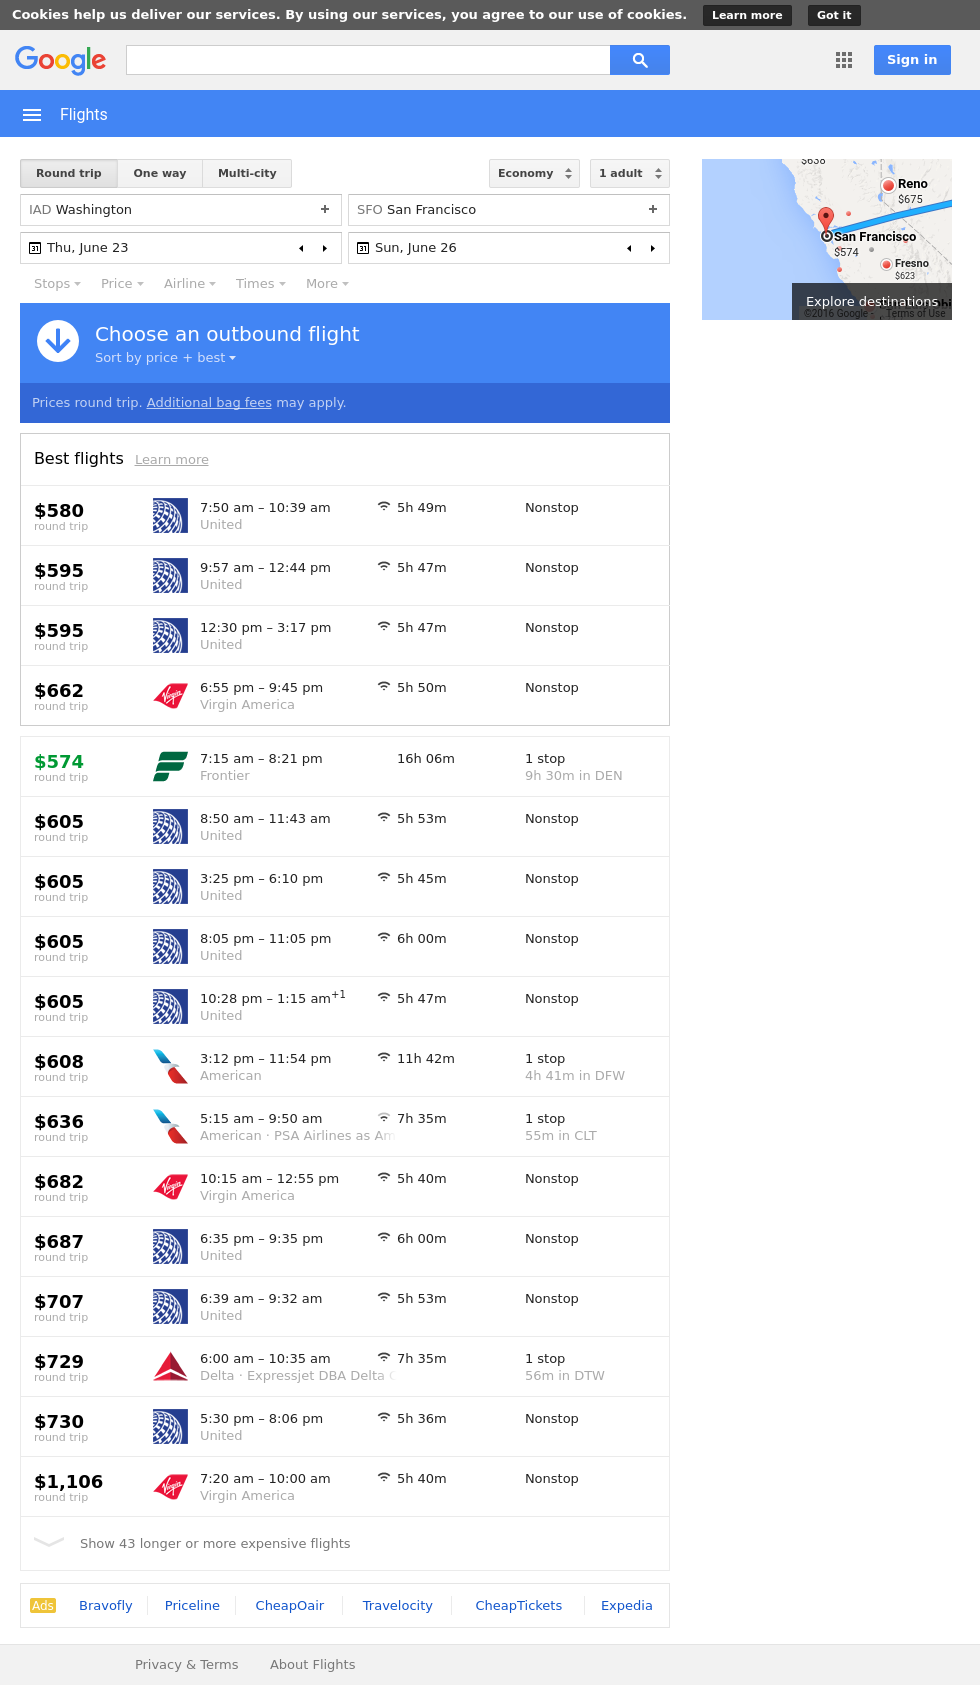 Cookies help us deliver our services. By using our services, you agree to our use of cookies. Learn more Got it
Google Sign in
Flights
Round trip One way Multi-city Economy 1 adult
IAD Washington + SFO San Francisco +
31 Thu, June 23 31 Sun, June 26
Stops Price Airline Times More
$638
Reno
$675
San Francisco
$574
Fresno
$623
Explore destinations
©2016 Google Terms of Use
Choose an outbound flight
Sort by price + best
Prices round trip. Additional bag fees may apply.
Best flights Learn more
$580 7:50 am – 10:39 am 5h 49m Nonstop
round trip United
$595 9:57 am – 12:44 pm 5h 47m Nonstop
round trip United
$595 12:30 pm – 3:17 pm 5h 47m Nonstop
round trip United
$662 Virgin 6:55 pm – 9:45 pm 5h 50m Nonstop
round trip Virgin America
$574 7:15 am – 8:21 pm 16h 06m 1 stop
round trip Frontier 9h 30m in DEN
$605 8:50 am – 11:43 am 5h 53m Nonstop
round trip United
$605 3:25 pm – 6:10 pm 5h 45m Nonstop
round trip United
$605 8:05 pm – 11:05 pm 6h 00m Nonstop
round trip United
$605 10:28 pm – 1:15 am+1 5h 47m Nonstop
round trip United
$608 3:12 pm – 11:54 pm 11h 42m 1 stop
round trip American 4h 41m in DFW
$636 5:15 am – 9:50 am 7h 35m 1 stop
round trip American · PSA Airlines as Am 55m in CLT
$682 Virgin 10:15 am – 12:55 pm 5h 40m Nonstop
round trip Virgin America
$687 6:35 pm – 9:35 pm 6h 00m Nonstop
round trip United
$707 6:39 am – 9:32 am 5h 53m Nonstop
round trip United
$729 6:00 am – 10:35 am 7h 35m 1 stop
round trip Delta · Expressjet DBA Delta C 56m in DTW
$730 5:30 pm – 8:06 pm 5h 36m Nonstop
round trip United
$1,106 Virgin 7:20 am – 10:00 am 5h 40m Nonstop
round trip Virgin America
Show 43 longer or more expensive flights
Ads Bravofly Priceline CheapOair Travelocity CheapTickets Expedia
Privacy & Terms About Flights